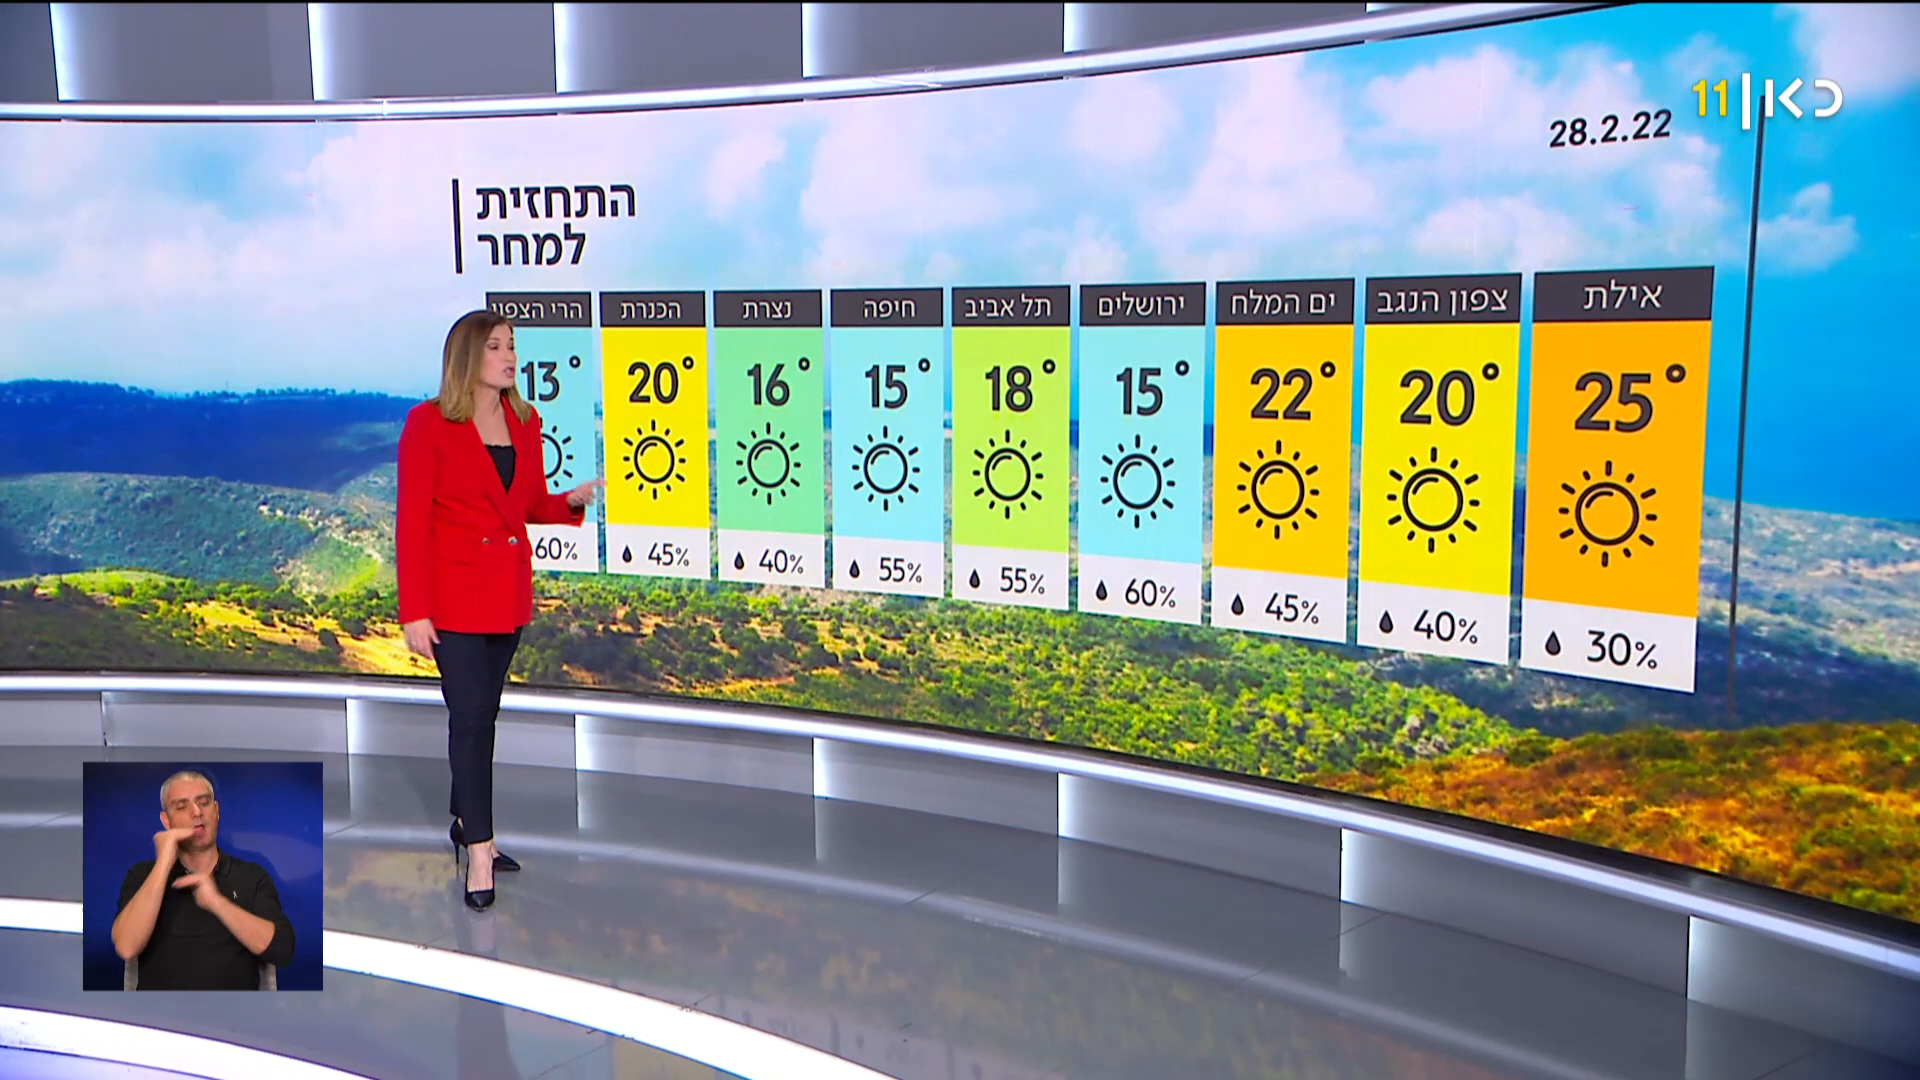 כאן 11
28.2.22
התחזית
למחר
אילת
צפון הנגב
ים המלח
ירושלים
תל אביב
חיפה
נצרת
הכנרת
הרי הצפון
25°
20°
22°
15°
18°
15°
16°
20°
13°
30%
40%
45%
60%
55%
55%
40%
45%
60%